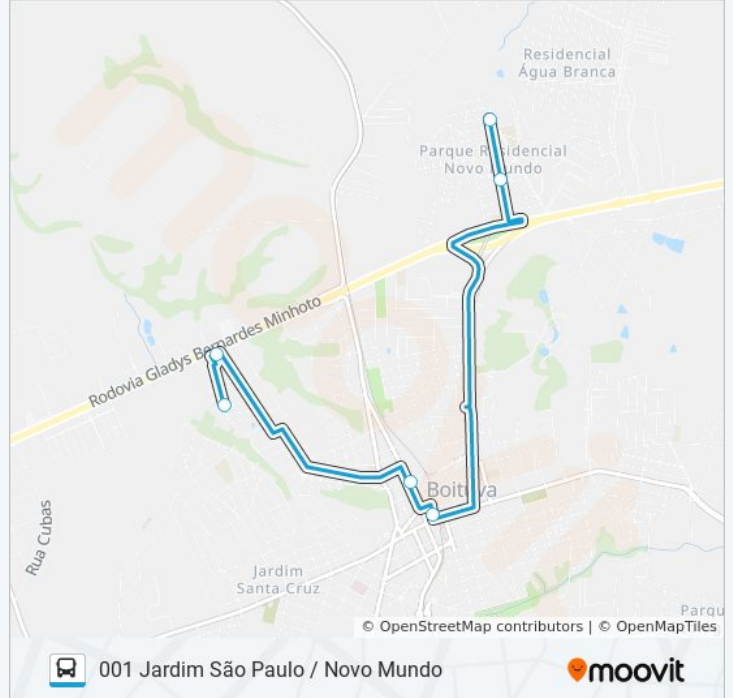 Residencial
Água Branca
Parque Residencial
Novo Mundo
Rodovia Gladys Bernardes Minhoto
Boituva
Rua Cubas
Jardim
Santa Cruz
Parqu
© OpenStreetMap contributors | © OpenMapTiles
001 Jardim São Paulo / Novo Mundo
moovit